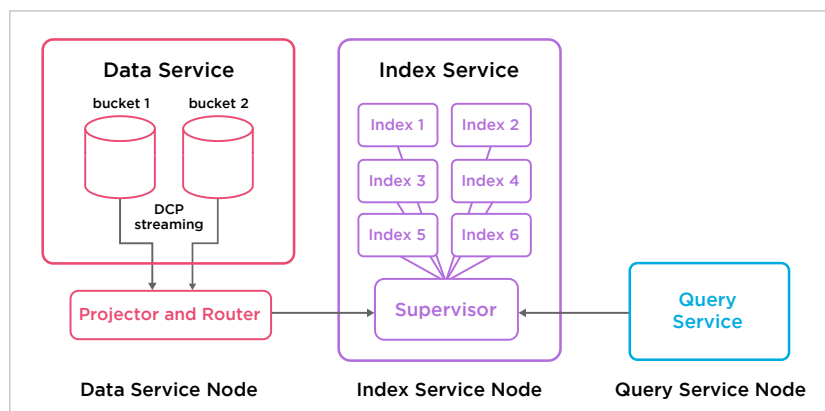 Data Service
bucket 1
bucket 2
DCP
streaming
Projector and Router
Data Service Node
Index Service
Index 1
Index 2
Index 3
Index 4
Index 5
Index 6
Supervisor
Index Service Node
Query
Service
Query Service Node